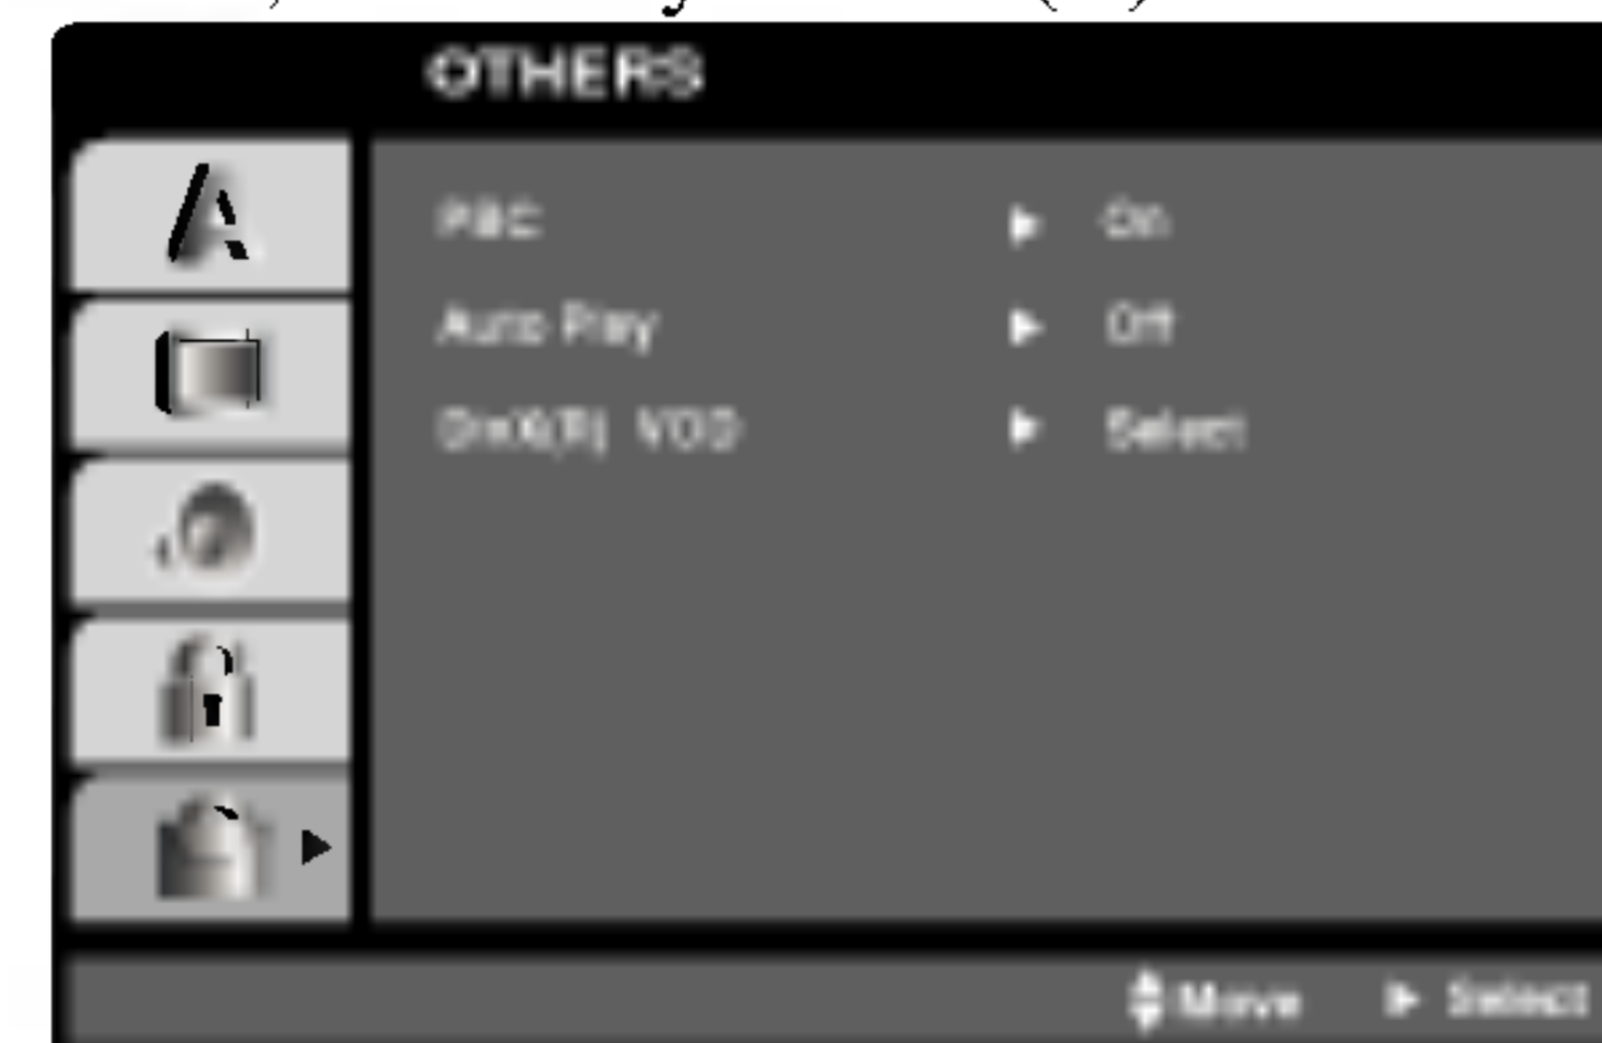 OTHERS
PBC ▶ On
Auto Play ▶ Off
DivX(R) VOD ▶ Select
Move ▶ Select